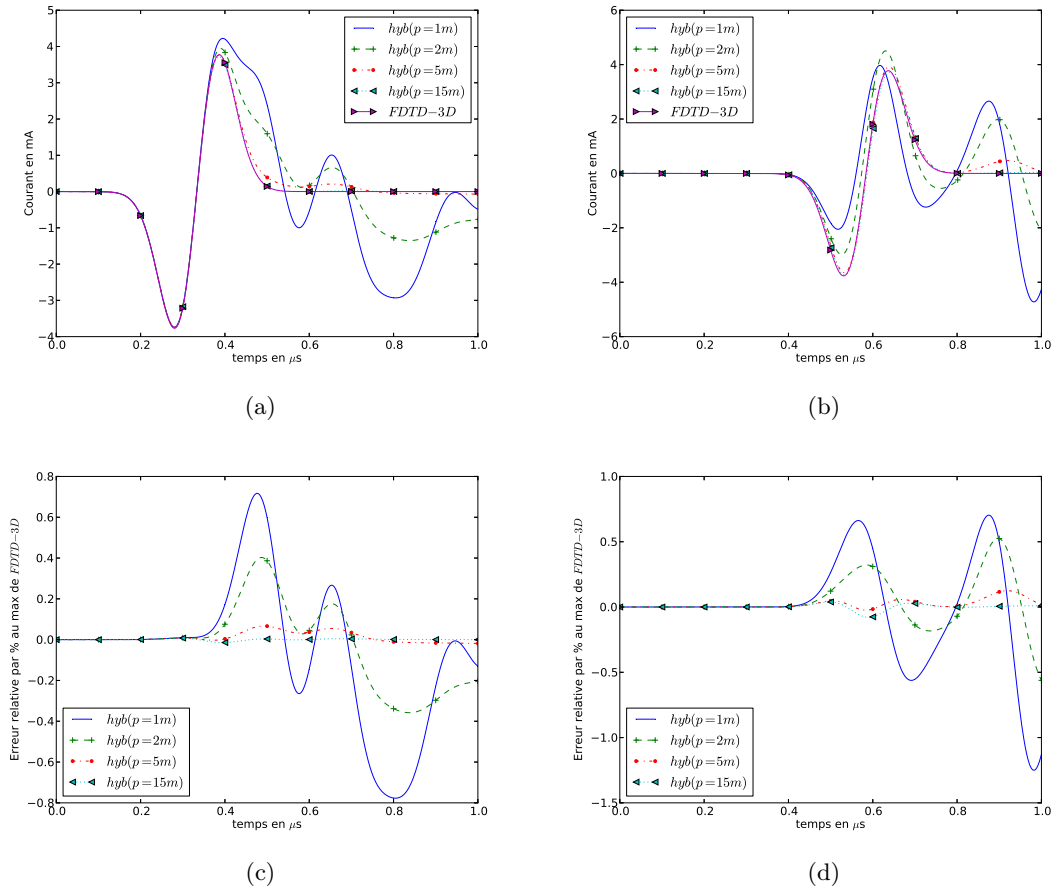 4
5
hyb(p=1m)
hyb(p=2m)
hyb(p=5m)
hyb(p=15m)
FDTD−3D
3
2
1
0
−1
−2
−3
−4
Courant en mA
0.0 0.2 0.4 0.6 0.8 1.0
temps en μs
(a)
6
hyb(p=1m)
hyb(p=2m)
hyb(p=5m)
hyb(p=15m)
FDTD−3D
4
2
0
−2
−4
−6
Courant en mA
0.0 0.2 0.4 0.6 0.8 1.0
temps en μs
(b)
0.8
0.6
0.4
0.2
0.0
−0.2
−0.4
−0.6
−0.8
Erreur relative par % au max de FDTD−3D
hyb(p=1m)
hyb(p=2m)
hyb(p=5m)
hyb(p=15m)
0.0 0.2 0.4 0.6 0.8 1.0
temps en μs
(c)
1.0
0.5
0.0
−0.5
−1.0
−1.5
Erreur relative par % au max de FDTD−3D
hyb(p=1m)
hyb(p=2m)
hyb(p=5m)
hyb(p=15m)
0.0 0.2 0.4 0.6 0.8 1.0
temps en μs
(d)